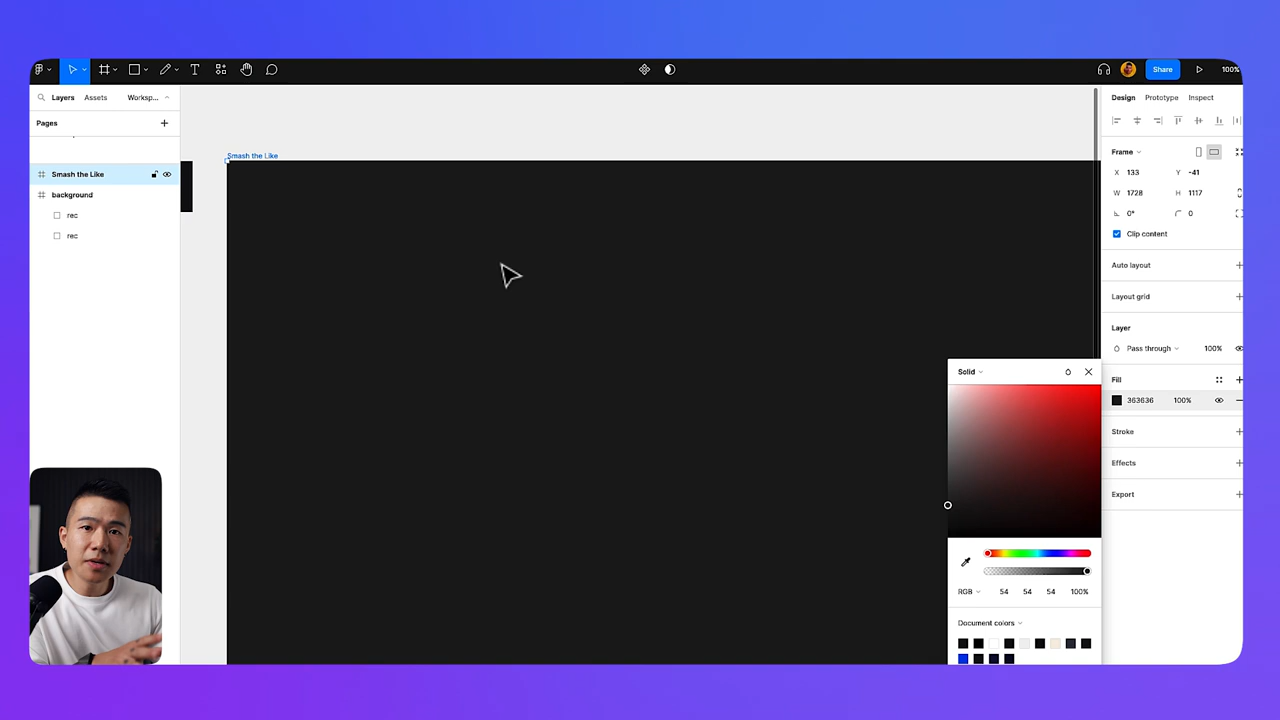 Share
100%
Layers Assets Worksp...
Pages
Smash the Like
background
rec
rec
Smash the Like
Design Prototype Inspect
Frame
X 133 Y -41
W 1728 H 1117
0° 0
Clip content
Auto layout
Layout grid
Layer
Pass through 100%
Fill
363636 100%
Stroke
Effects
Export
Solid
RGB 54 54 54 100%
Document colors